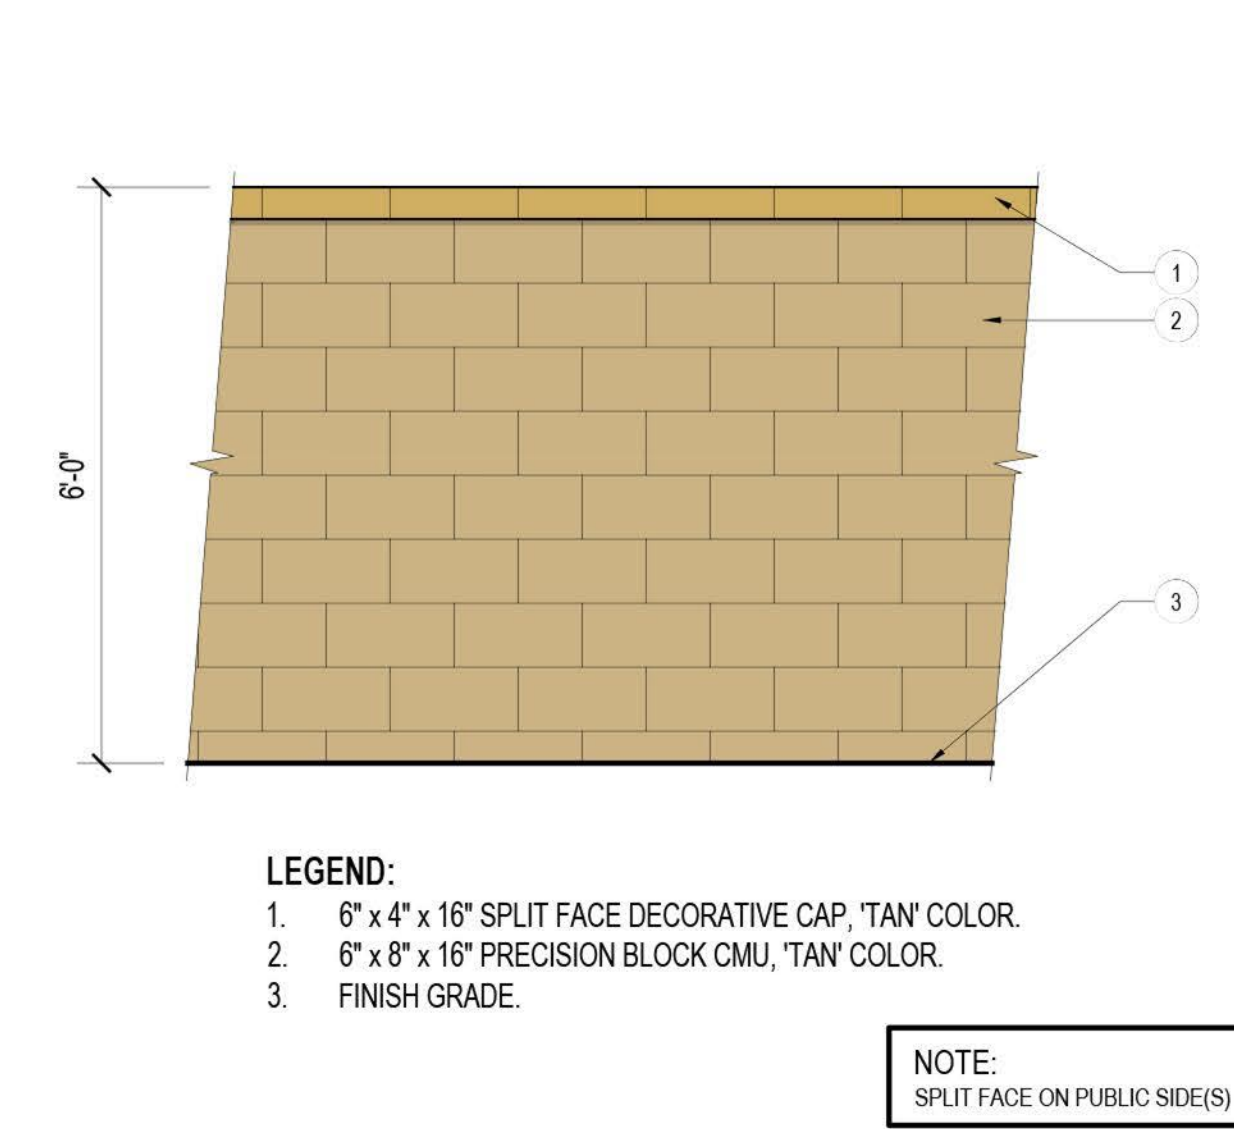 1
2
6'-0"
3
LEGEND:
1. 6" x 4" x 16" SPLIT FACE DECORATIVE CAP, 'TAN' COLOR.
2. 6" x 8" x 16" PRECISION BLOCK CMU, 'TAN' COLOR.
3. FINISH GRADE.
NOTE:
SPLIT FACE ON PUBLIC SIDE(S)